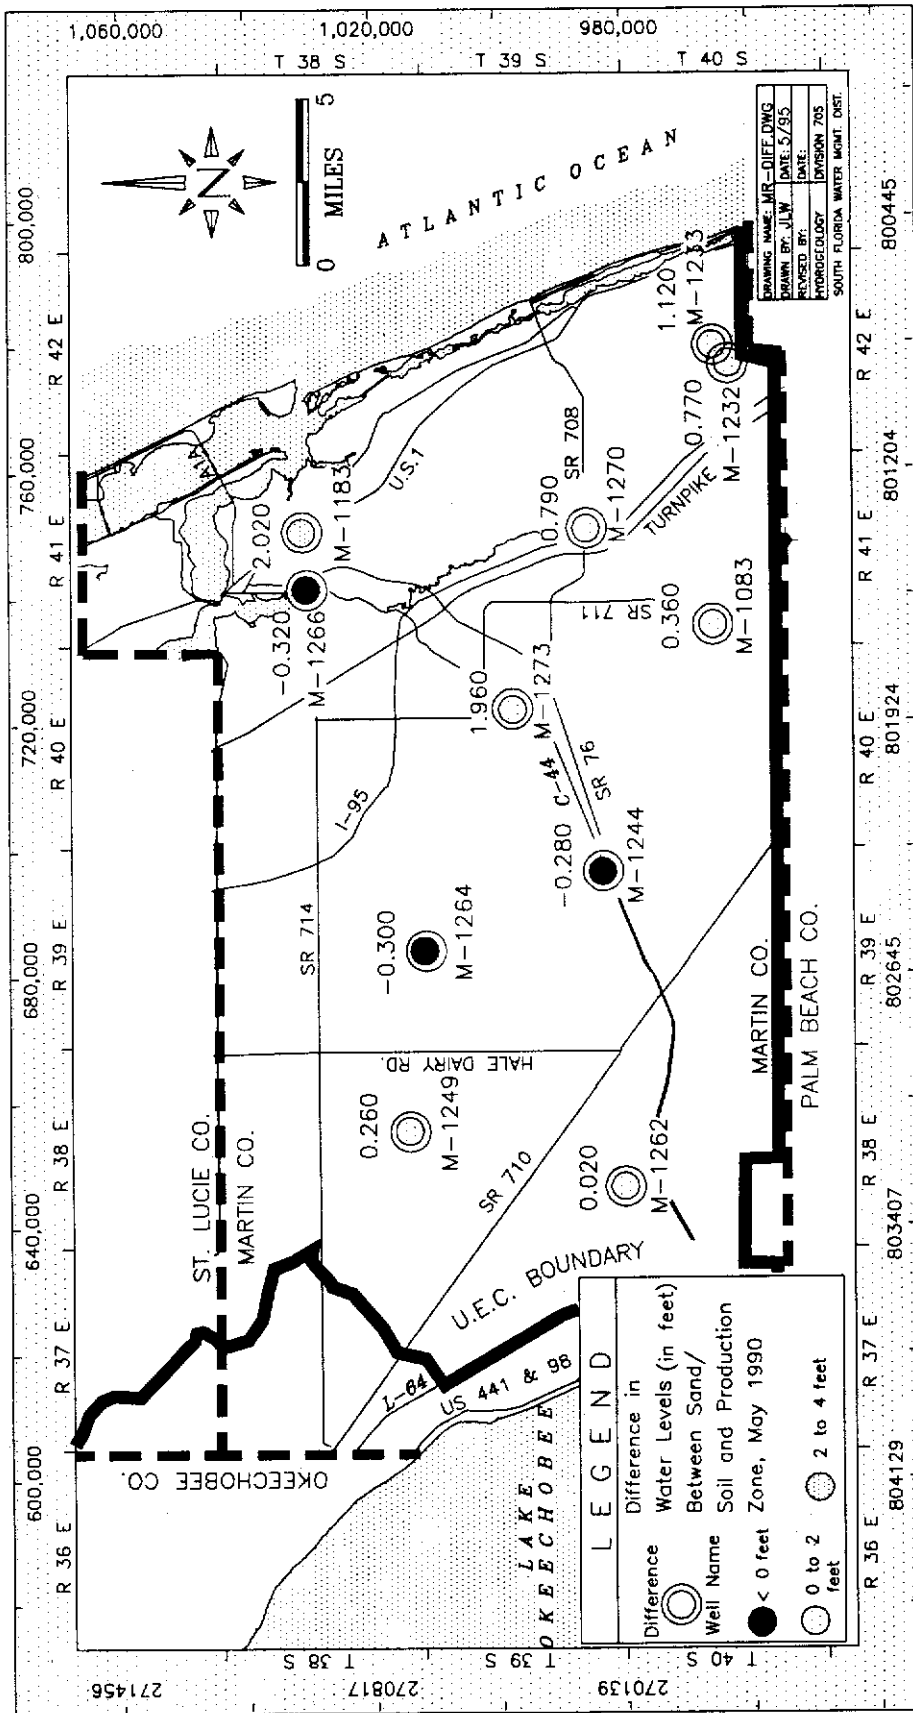 600,000
640,000
680,000
720,000
760,000
800,000
R 36 E
R 37 E
R 38 E
R 39 E
R 40 E
R 41 E
R 42 E
1,060,000
1,020,000
980,000
T 38 S
T 39 S
T 40 S
271456
270817
270139
T 38 S
T 39 S
T 40 S
N
0
5
MILES
ATLANTIC OCEAN
ST. LUCIE CO.
MARTIN CO.
OKEECHOBEE CO.
A1A
2.020
M-1183
-0.320
M-1266
U.S.1
I-95
SR 714
-0.300
M-1264
HALE DAIRY RD.
0.260
M-1249
L-64
US 441 & 98
U.E.C. BOUNDARY
SR 710
1.960
M-1273
C-44
SR 76
-0.280
M-1244
0.790
M-1270
SR 708
SR 711
TURNPIKE
0.360
M-1083
1.120
M-1233
0.770
M-1232
0.020
M-1262
LAKE
OKEECHOBEE
MARTIN CO.
PALM BEACH CO.
LEGEND
Difference
Well Name
Difference in
Water Levels (in feet)
Between Sand/
Soil and Production
Zone, May 1990
< 0 feet
0 to 2
feet
2 to 4 feet
DRAWING NAME: MR-DIFF.DWG
DRAWN BY: JLW
DATE: 5/95
REVISED BY:
DATE:
HYDROGEOLOGY
DIVISION 705
SOUTH FLORIDA WATER MGMT. DIST.
R 36 E
R 37 E
R 38 E
R 39 E
R 40 E
R 41 E
R 42 E
804129
803407
802645
801924
801204
800445